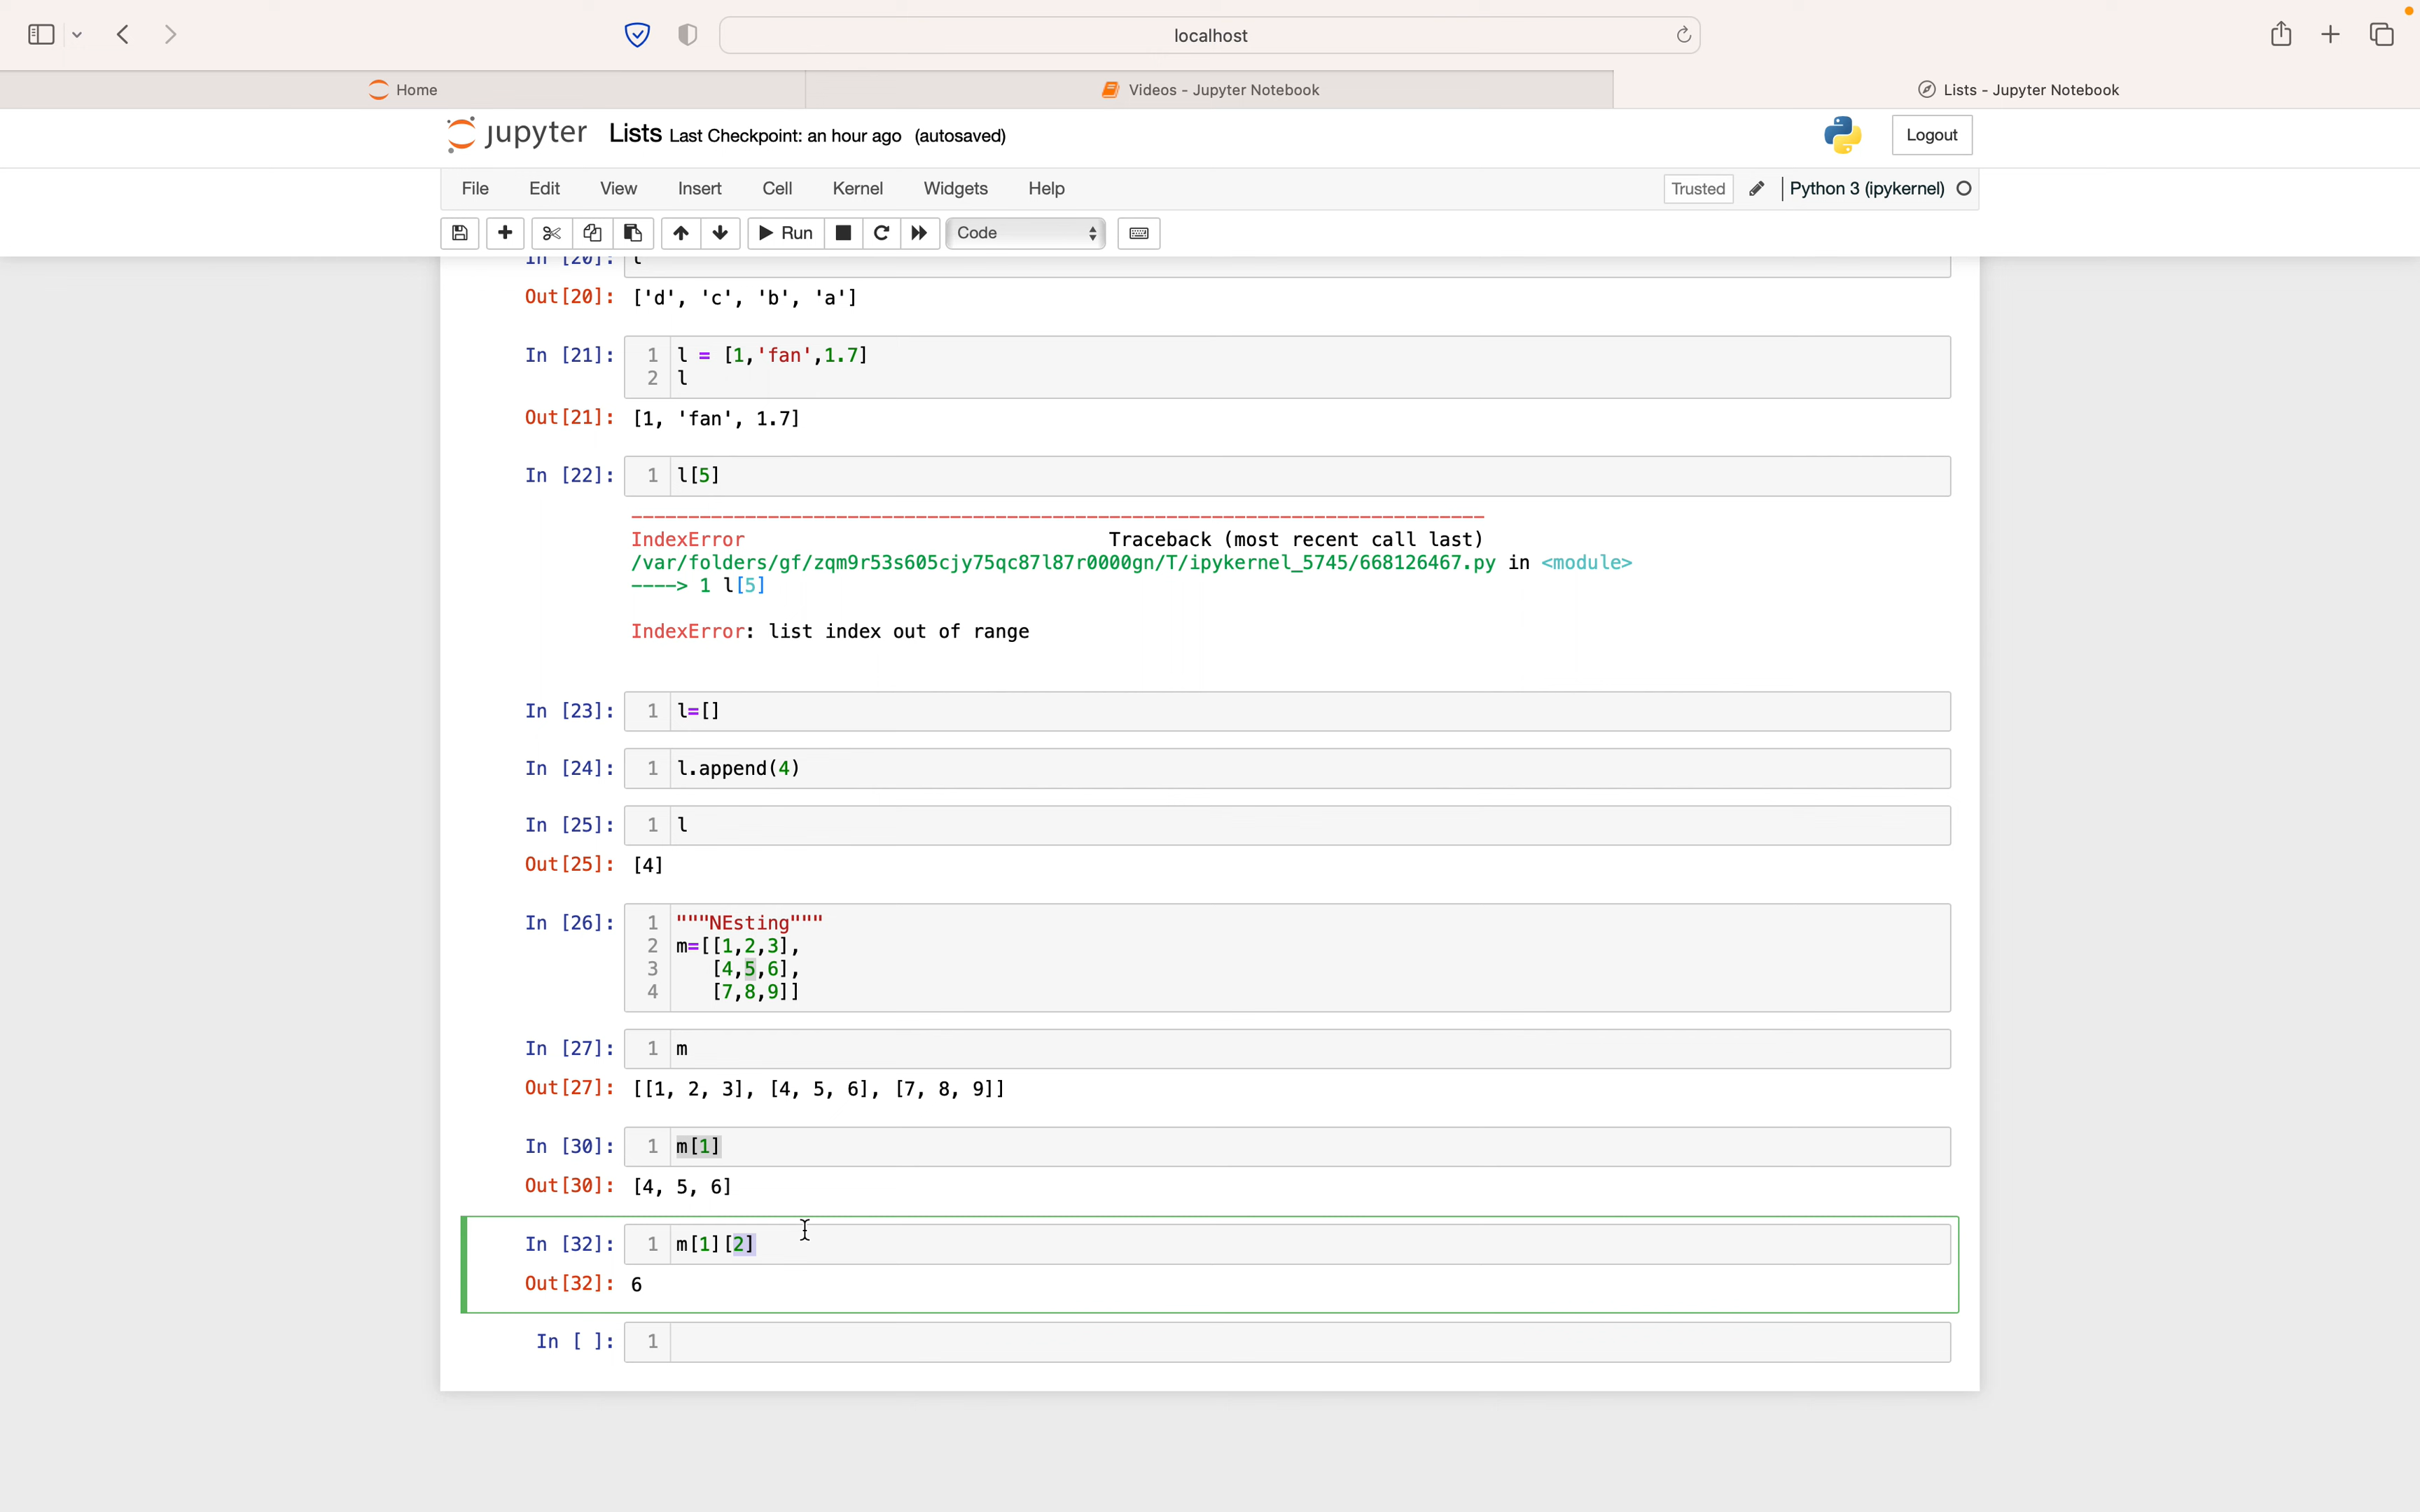 localhost
Home
Videos - Jupyter Notebook
Lists - Jupyter Notebook
jupyter Lists Last Checkpoint: an hour ago (autosaved)
Logout
File Edit View Insert Cell Kernel Widgets Help
Trusted Python 3 (ipykernel)
Run Code
In [20]: l
Out[20]: ['d', 'c', 'b', 'a']
In [21]: 1 l = [1,'fan',1.7]
2 l
Out[21]: [1, 'fan', 1.7]
In [22]: 1 l[5]
---------------------------------------------------------------------------
IndexError Traceback (most recent call last)
/var/folders/gf/zqm9r53s605cjy75qc87l87r0000gn/T/ipykernel_5745/668126467.py in <module>
----> 1 l[5]
IndexError: list index out of range
In [23]: 1 l=[]
In [24]: 1 l.append(4)
In [25]: 1 l
Out[25]: [4]
In [26]: 1 """NEsting"""
2 m=[[1,2,3],
3 [4,5,6],
4 [7,8,9]]
In [27]: 1 m
Out[27]: [[1, 2, 3], [4, 5, 6], [7, 8, 9]]
In [30]: 1 m[1]
Out[30]: [4, 5, 6]
In [32]: 1 m[1][2]
Out[32]: 6
In [ ]: 1